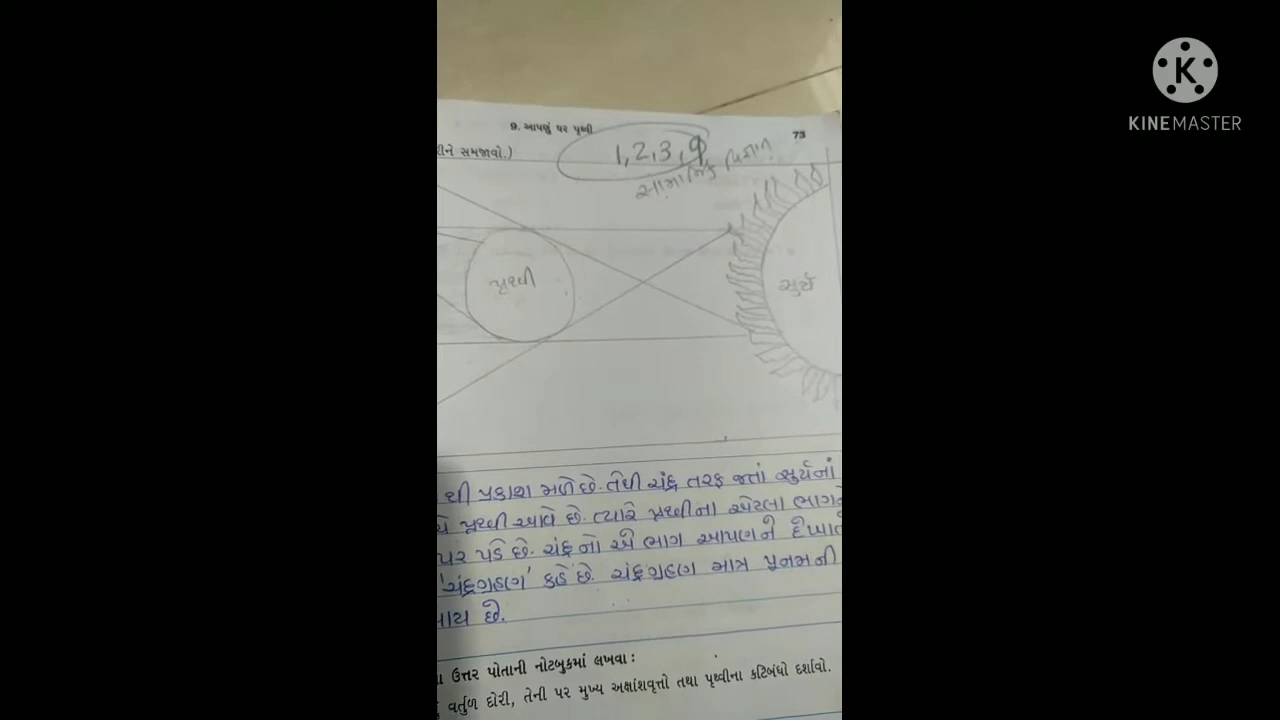 9. આપણું ઘર પૃથ્વી
73
રીને સમજાવો.)
1, 2, 3, 9
સામાજિક વિજ્ઞાન
પૃથ્વી
સુર્ય
થી પ્રકાશ મળે છે. તેથી ચંદ્ર તરફ જતાં સુર્યનાં
પૃથ્વી આવે છે. ત્યારે પૃથ્વીના એટલા ભાગને
પર પડે છે. ચંદ્રનો એ ભાગ આપણને દેખાત
'ચંદ્રગ્રહણ' કહે છે. ચંદ્રગ્રહણ માત્ર પૂનમની
ાય છે.
ા ઉત્તર પોતાની નોટબુકમાં લખવા :
વર્તુળ દોરી, તેની પર મુખ્ય અક્ષાંશવૃત્તો તથા પૃથ્વીના કટિબંધો દર્શાવો.
K
KINEMASTER